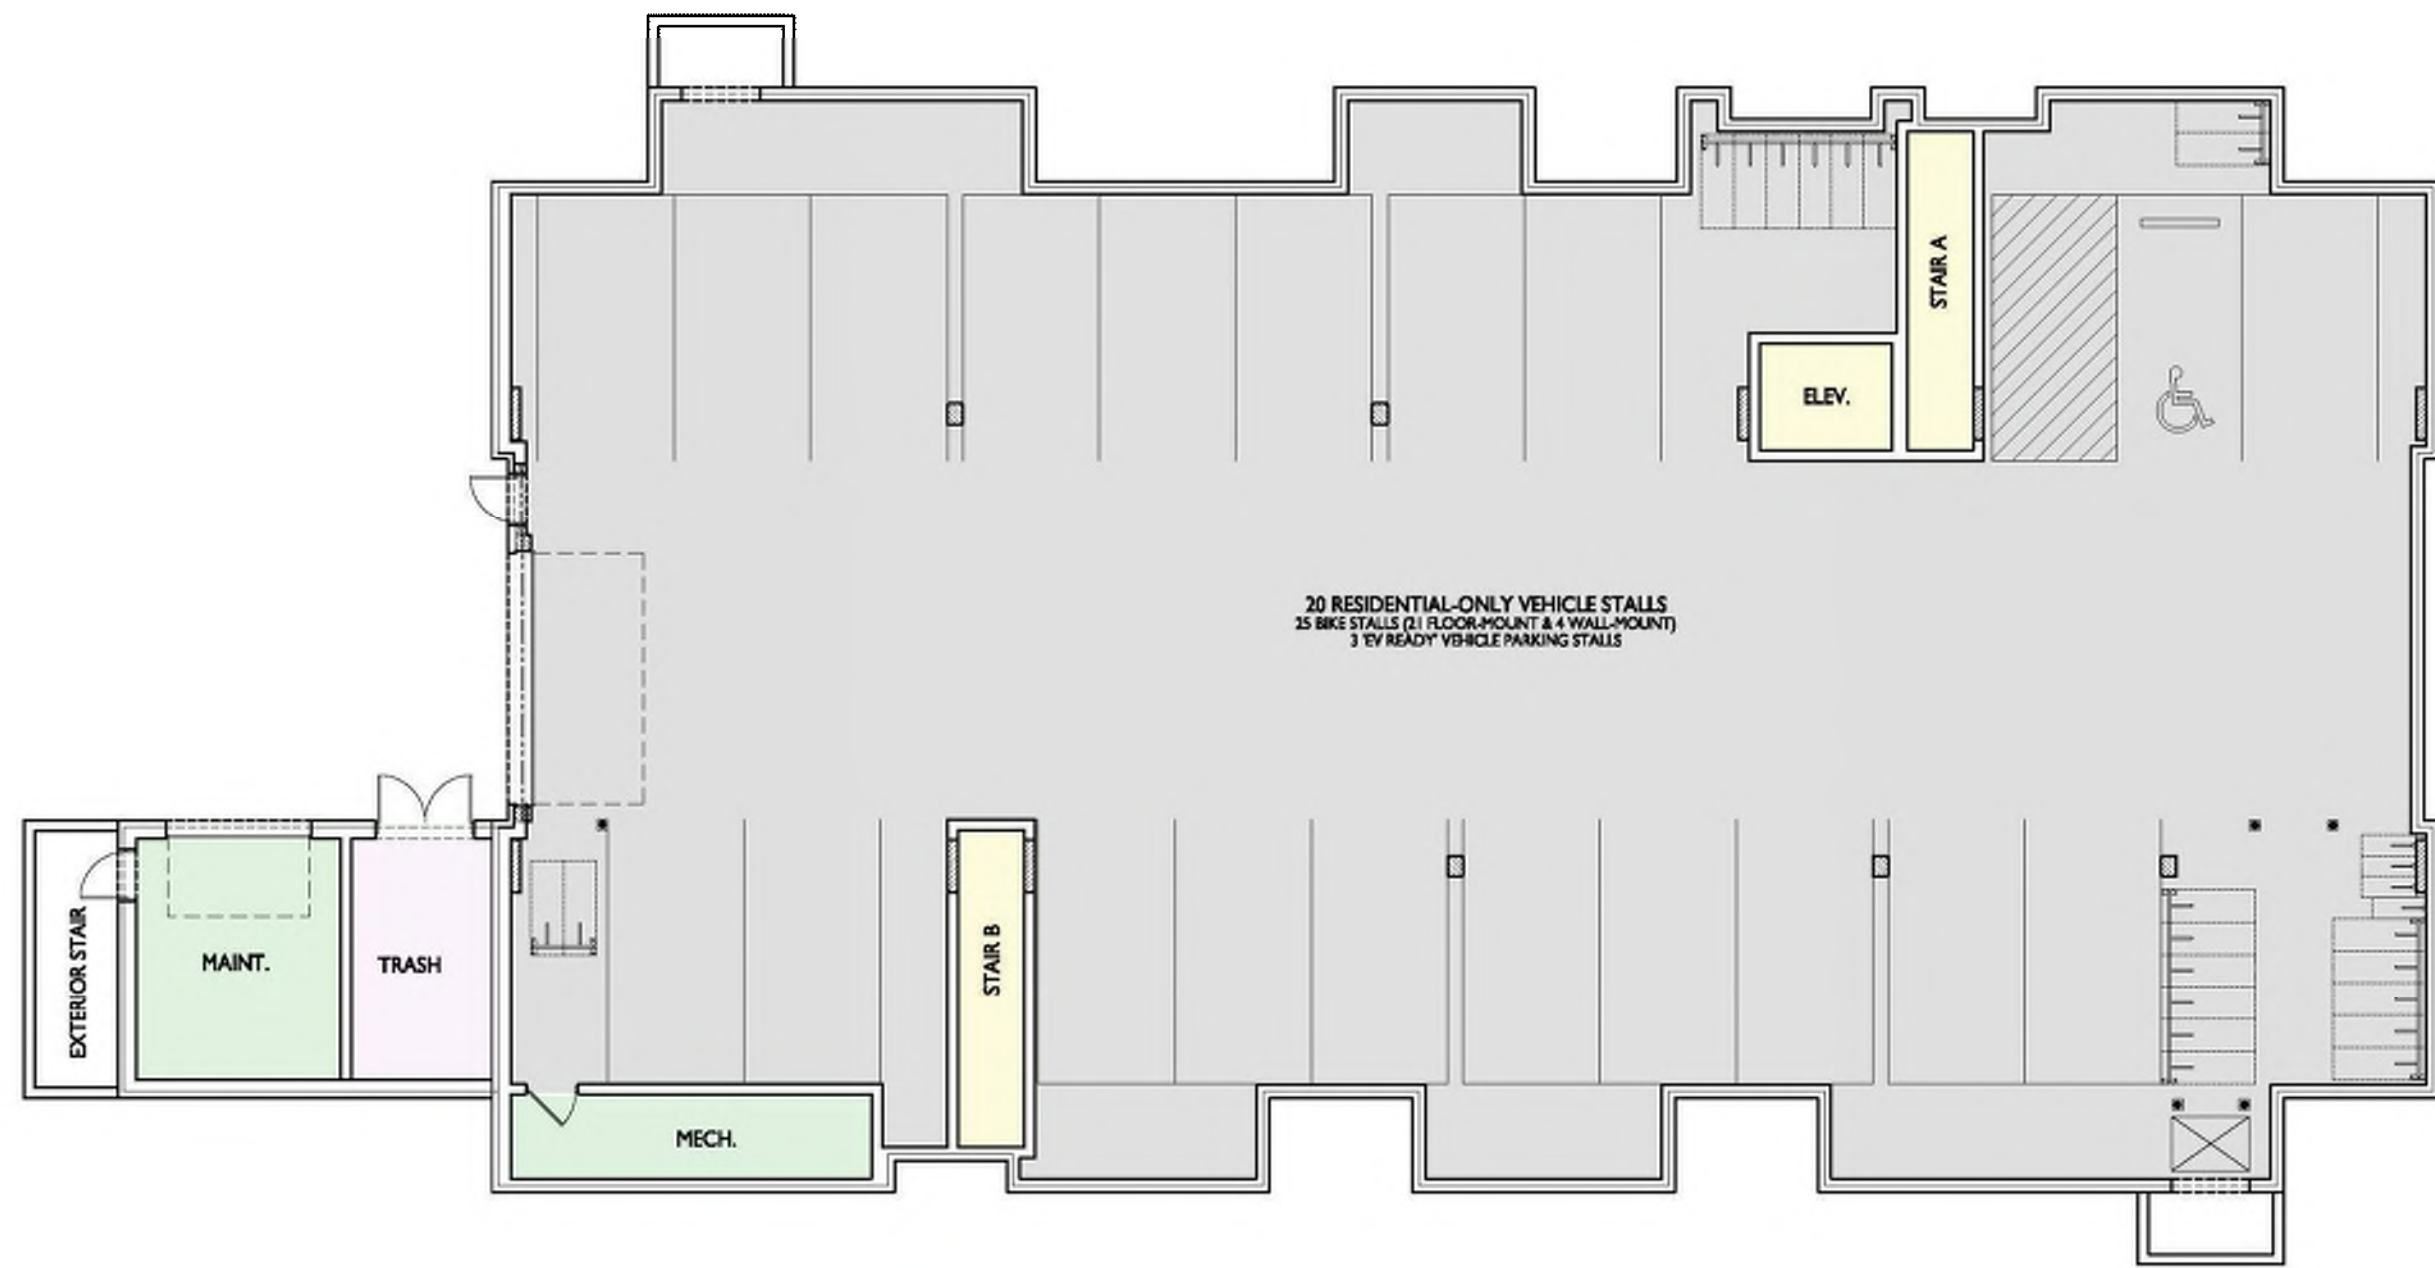 STAIR A
ELEV.
20 RESIDENTIAL-ONLY VEHICLE STALLS
25 BIKE STALLS (21 FLOOR-MOUNT & 4 WALL-MOUNT)
3 'EV READY' VEHICLE PARKING STALLS
EXTERIOR STAIR
MAINT.
TRASH
STAIR B
MECH.